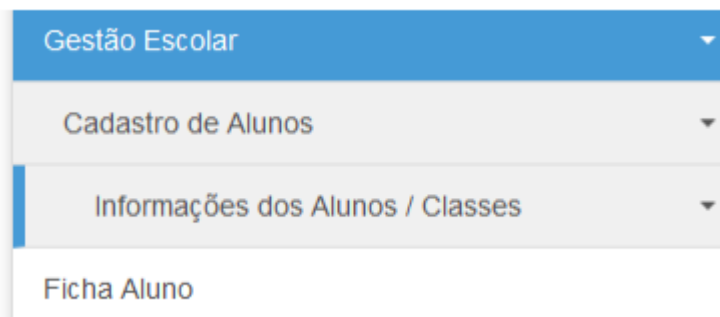 Gestão Escolar
Cadastro de Alunos
Informações dos Alunos / Classes
Ficha Aluno